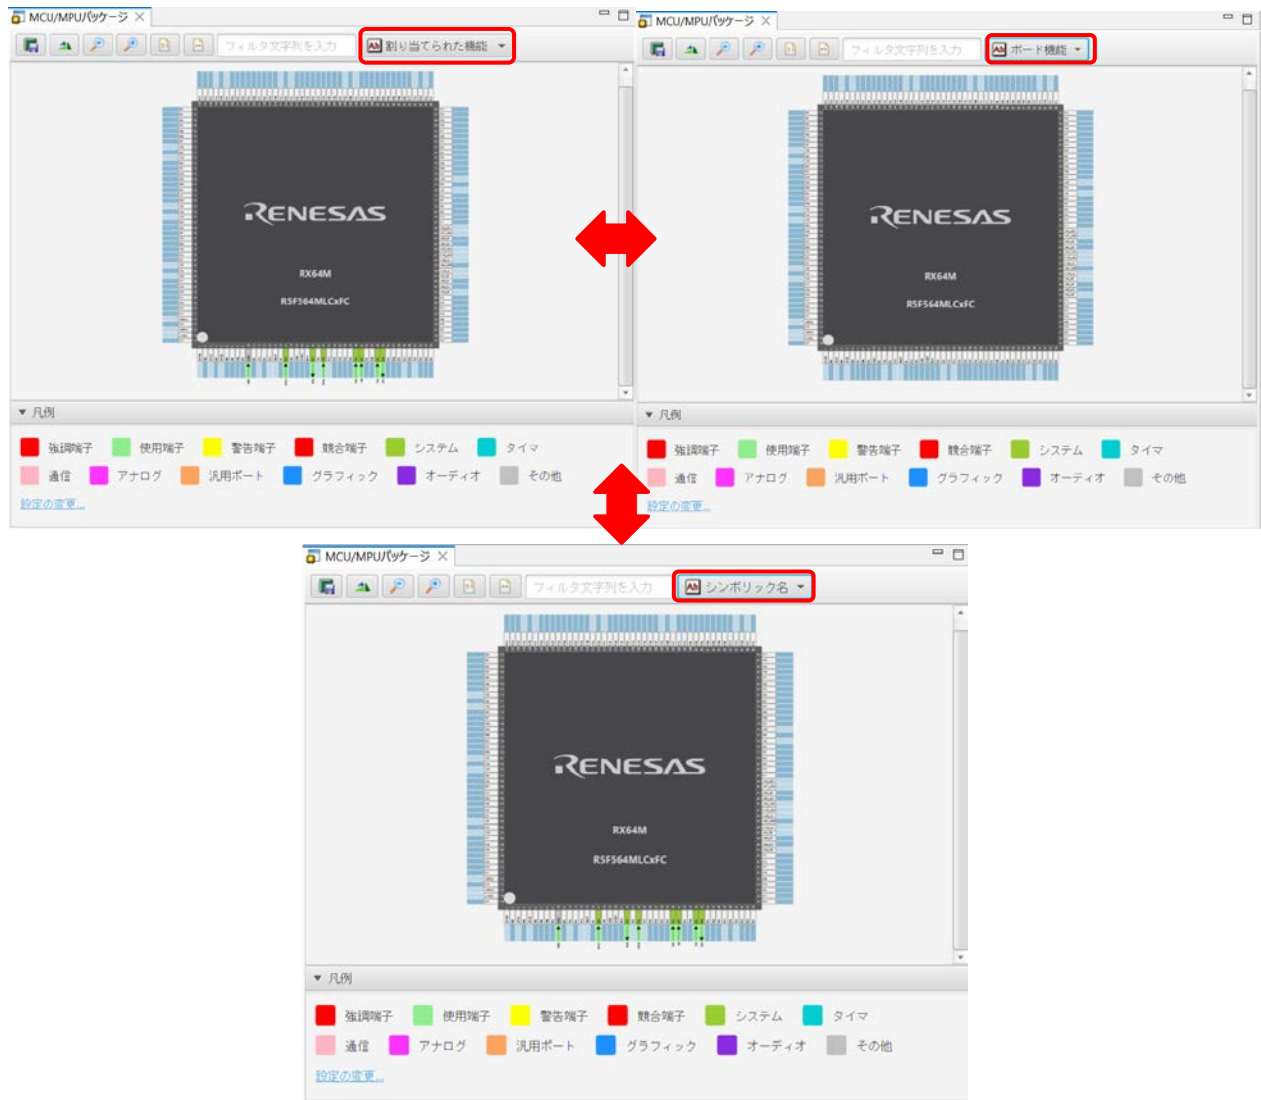 MCU/MPUパッケージ
フィルタ文字列を入力 割り当てられた機能
RENESAS
RX64M
R5F564MLCxFC
凡例
強調端子 使用端子 警告端子 競合端子 システム タイマ
通信 アナログ 汎用ポート グラフィック オーディオ その他
設定の変更...
MCU/MPUパッケージ
フィルタ文字列を入力 ボード機能
RENESAS
RX64M
R5F564MLCxFC
凡例
強調端子 使用端子 警告端子 競合端子 システム タイマ
通信 アナログ 汎用ポート グラフィック オーディオ その他
設定の変更...
MCU/MPUパッケージ
フィルタ文字列を入力 シンボリック名
RENESAS
RX64M
R5F564MLCxFC
凡例
強調端子 使用端子 警告端子 競合端子 システム タイマ
通信 アナログ 汎用ポート グラフィック オーディオ その他
設定の変更...